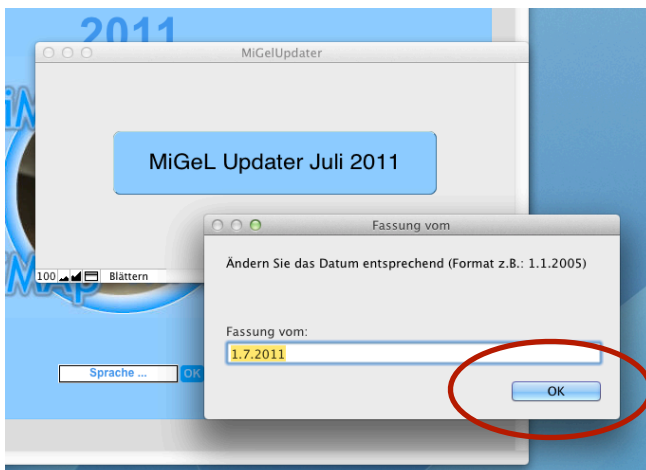 2011
MiGelUpdater
MiGeL Updater Juli 2011
Fassung vom
Ändern Sie das Datum entsprechend (Format z.B.: 1.1.2005)
100
Blättern
Fassung vom:
1.7.2011
Sprache ...
OK
OK